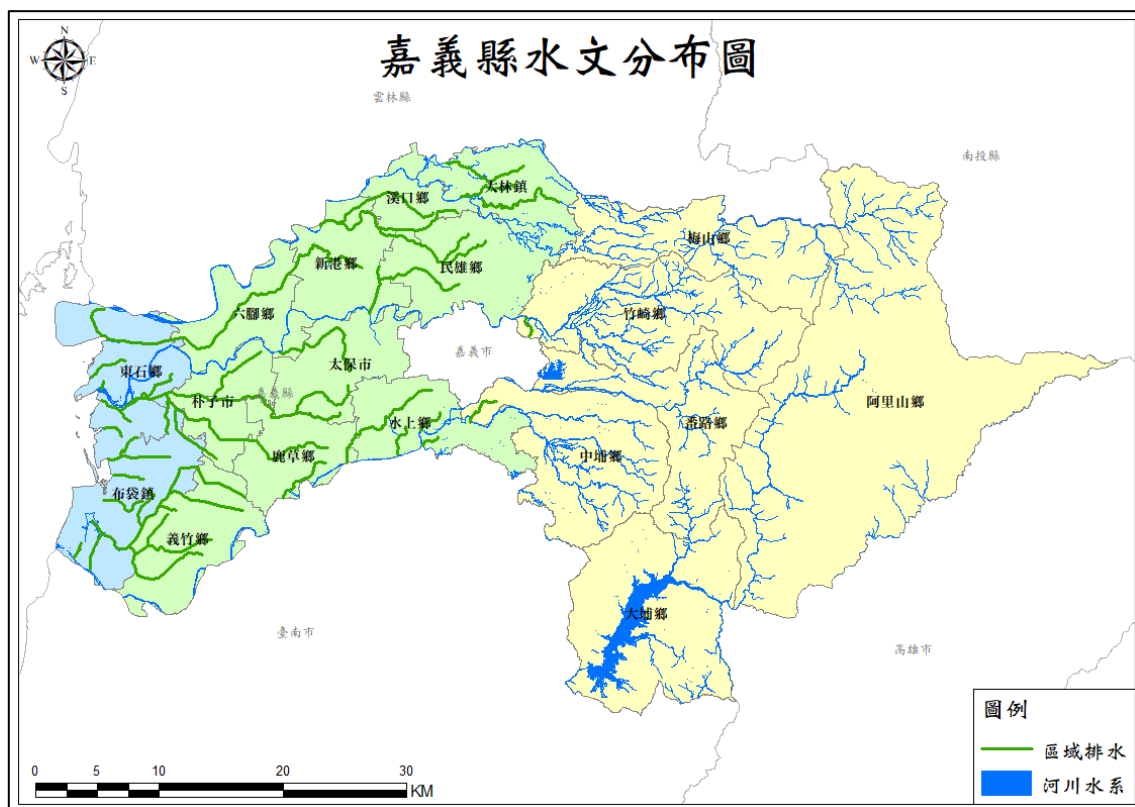 嘉義縣水文分布圖
N
W
E
S
雲林縣
南投縣
大林鎮
溪口鄉
梅山鄉
新港鄉
民雄鄉
六腳鄉
竹崎鄉
嘉義市
太保市
東石鄉
嘉義縣
朴子市
阿里山鄉
水上鄉
番路鄉
鹿草鄉
中埔鄉
布袋鎮
義竹鄉
大埔鄉
臺南市
高雄市
圖例
區域排水
河川水系
0 5 10 20 30
KM